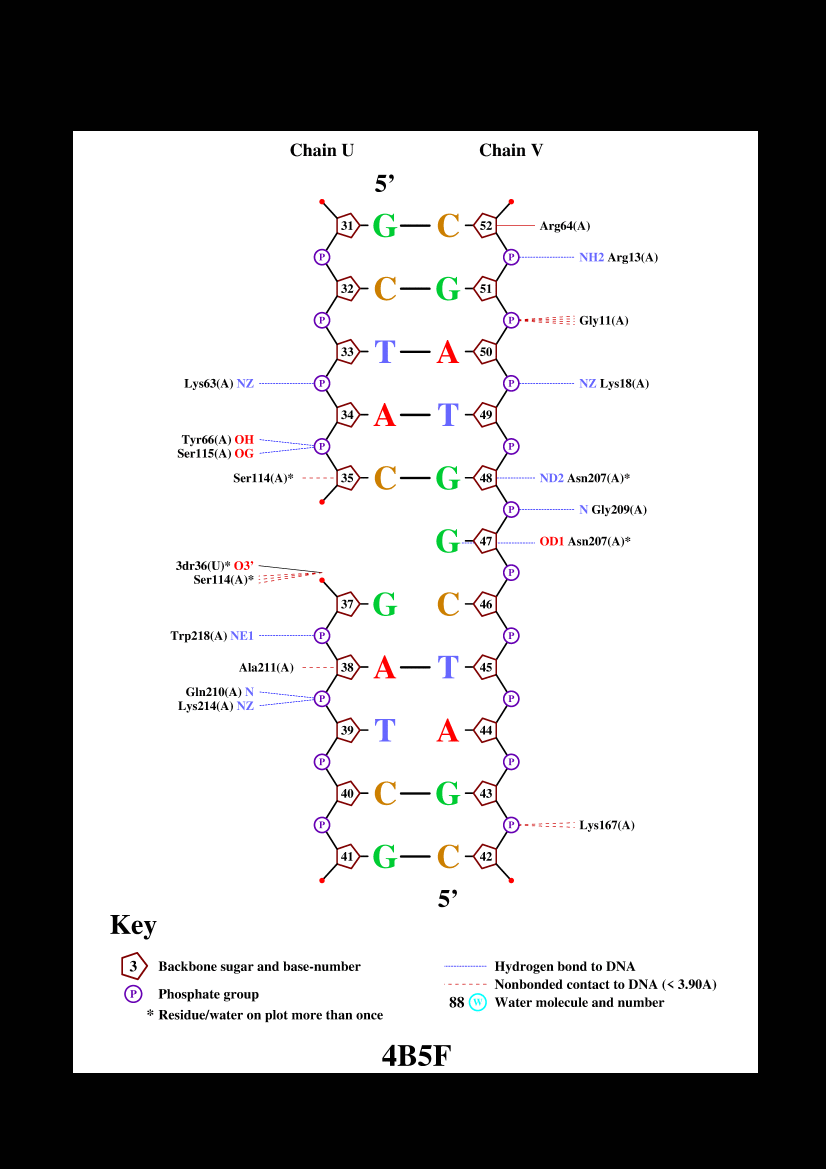 Chain U Chain V
5’
31 G C 52 Arg64(A)
P P NH2 Arg13(A)
32 C G 51
P P Gly11(A)
33 T A 50
Lys63(A) NZ P P NZ Lys18(A)
34 A T 49
Tyr66(A) OH
P P
Ser115(A) OG
Ser114(A)* 35 C G 48 ND2 Asn207(A)*
P N Gly209(A)
G 47 OD1 Asn207(A)*
3dr36(U)* O3’
P
Ser114(A)*
37 G C 46
Trp218(A) NE1 P P
Ala211(A) 38 A T 45
Gln210(A) N
P P
Lys214(A) NZ
39 T A 44
P P
40 C G 43
P P Lys167(A)
41 G C 42
5’
Key
3 Backbone sugar and base-number
P Phosphate group
* Residue/water on plot more than once
Hydrogen bond to DNA
Nonbonded contact to DNA (< 3.90A)
88 W Water molecule and number
4B5F